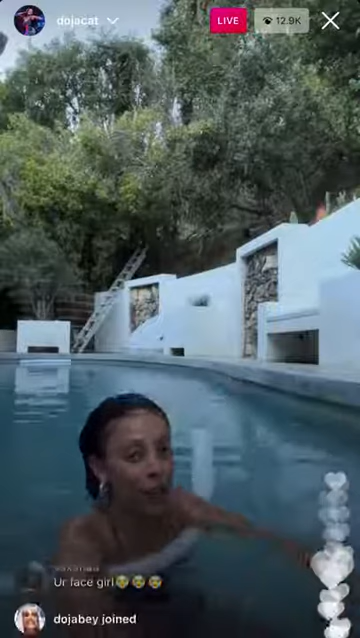 dojacat
LIVE
12.9K
Ur face girl😭😭😭
dojabey joined